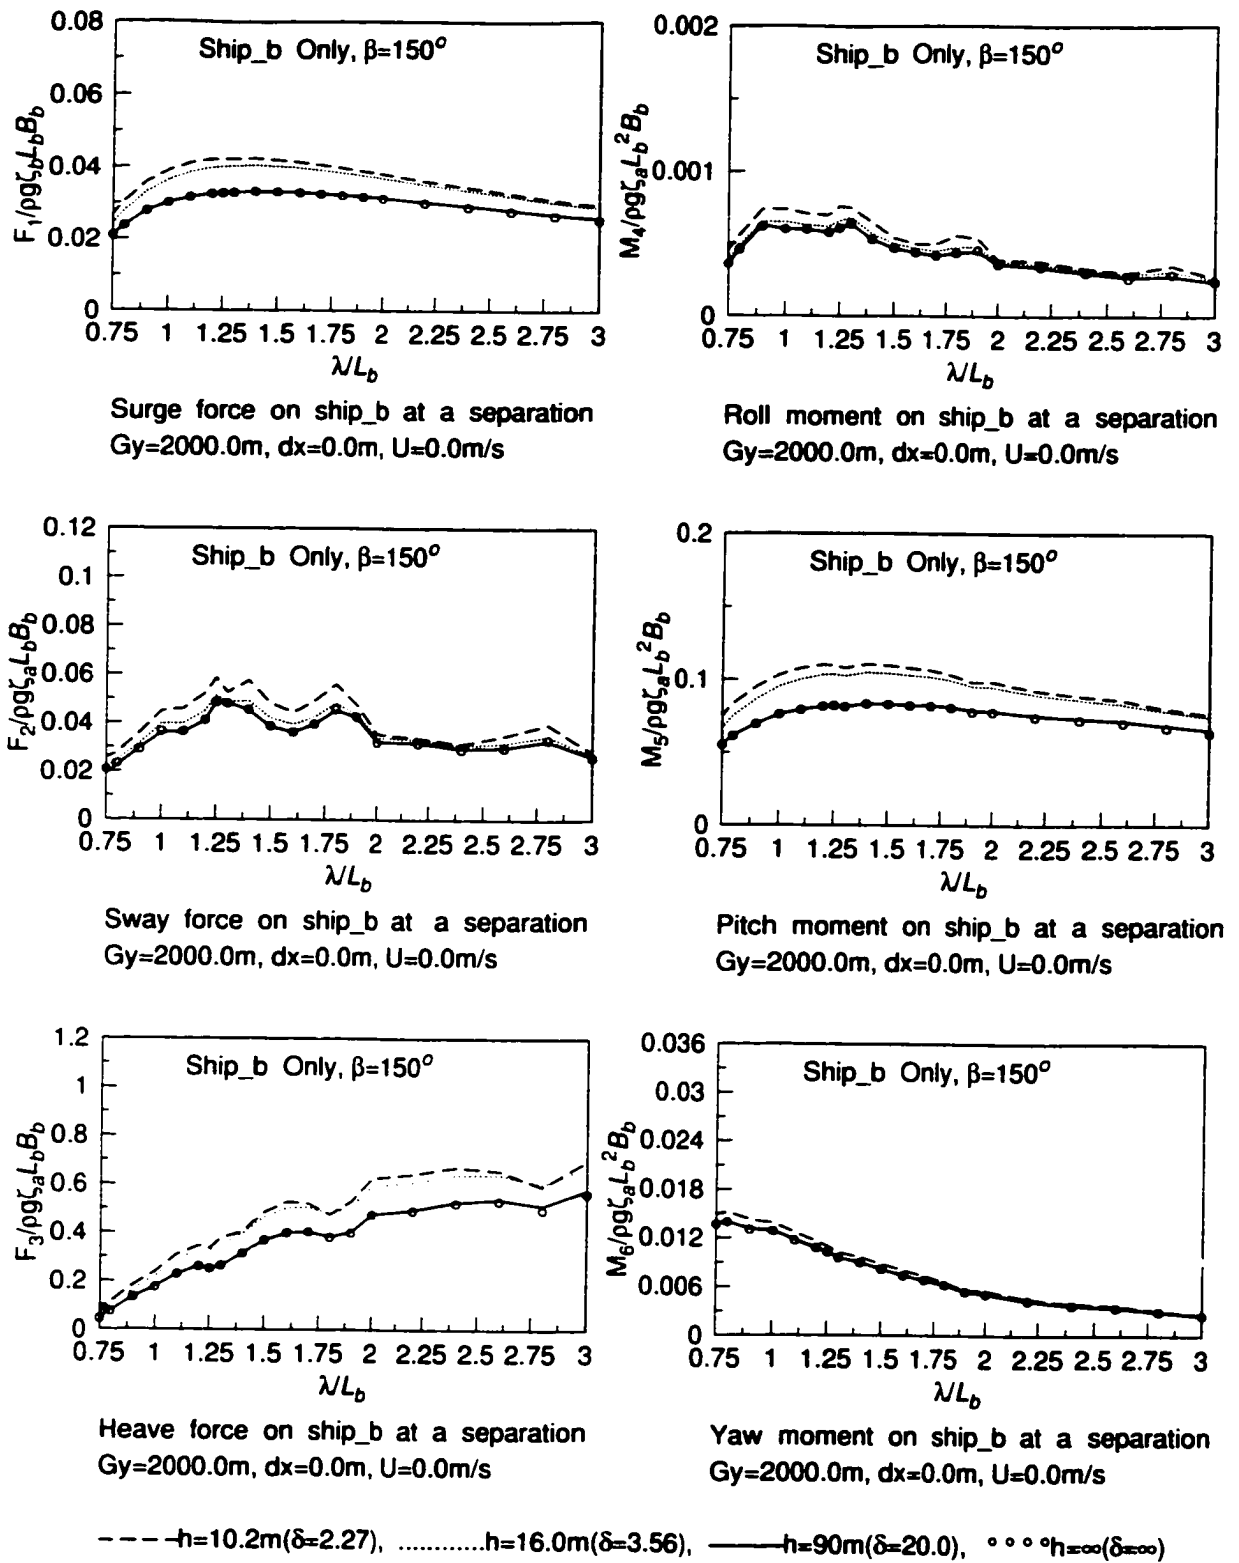 0.08
0.06
0.04
0.02
0
F₁/ρgζ_bL_bB_b
Ship_b Only, β=150°
0.75 1 1.25 1.5 1.75 2 2.25 2.5 2.75 3
λ/L_b
Surge force on ship_b at a separation
Gy=2000.0m, dx=0.0m, U=0.0m/s
0.002
0.001
0
M₄/ρgζ_aL_b²B_b
Ship_b Only, β=150°
0.75 1 1.25 1.5 1.75 2 2.25 2.5 2.75 3
λ/L_b
Roll moment on ship_b at a separation
Gy=2000.0m, dx=0.0m, U=0.0m/s
0.12
0.1
0.08
0.06
0.04
0.02
0
F₂/ρgζ_aL_bB_b
Ship_b Only, β=150°
0.75 1 1.25 1.5 1.75 2 2.25 2.5 2.75 3
λ/L_b
Sway force on ship_b at a separation
Gy=2000.0m, dx=0.0m, U=0.0m/s
0.2
0.1
0
M₅/ρgζ_aL_b²B_b
Ship_b Only, β=150°
0.75 1 1.25 1.5 1.75 2 2.25 2.5 2.75 3
λ/L_b
Pitch moment on ship_b at a separation
Gy=2000.0m, dx=0.0m, U=0.0m/s
1.2
1
0.8
0.6
0.4
0.2
0
F₃/ρgζ_aL_bB_b
Ship_b Only, β=150°
0.75 1 1.25 1.5 1.75 2 2.25 2.5 2.75 3
λ/L_b
Heave force on ship_b at a separation
Gy=2000.0m, dx=0.0m, U=0.0m/s
0.036
0.03
0.024
0.018
0.012
0.006
0
M₆/ρgζ_aL_b²B_b
Ship_b Only, β=150°
0.75 1 1.25 1.5 1.75 2 2.25 2.5 2.75 3
λ/L_b
Yaw moment on ship_b at a separation
Gy=2000.0m, dx=0.0m, U=0.0m/s
h=10.2m(δ=2.27), h=16.0m(δ=3.56), h=90m(δ=20.0), h=∞(δ=∞)